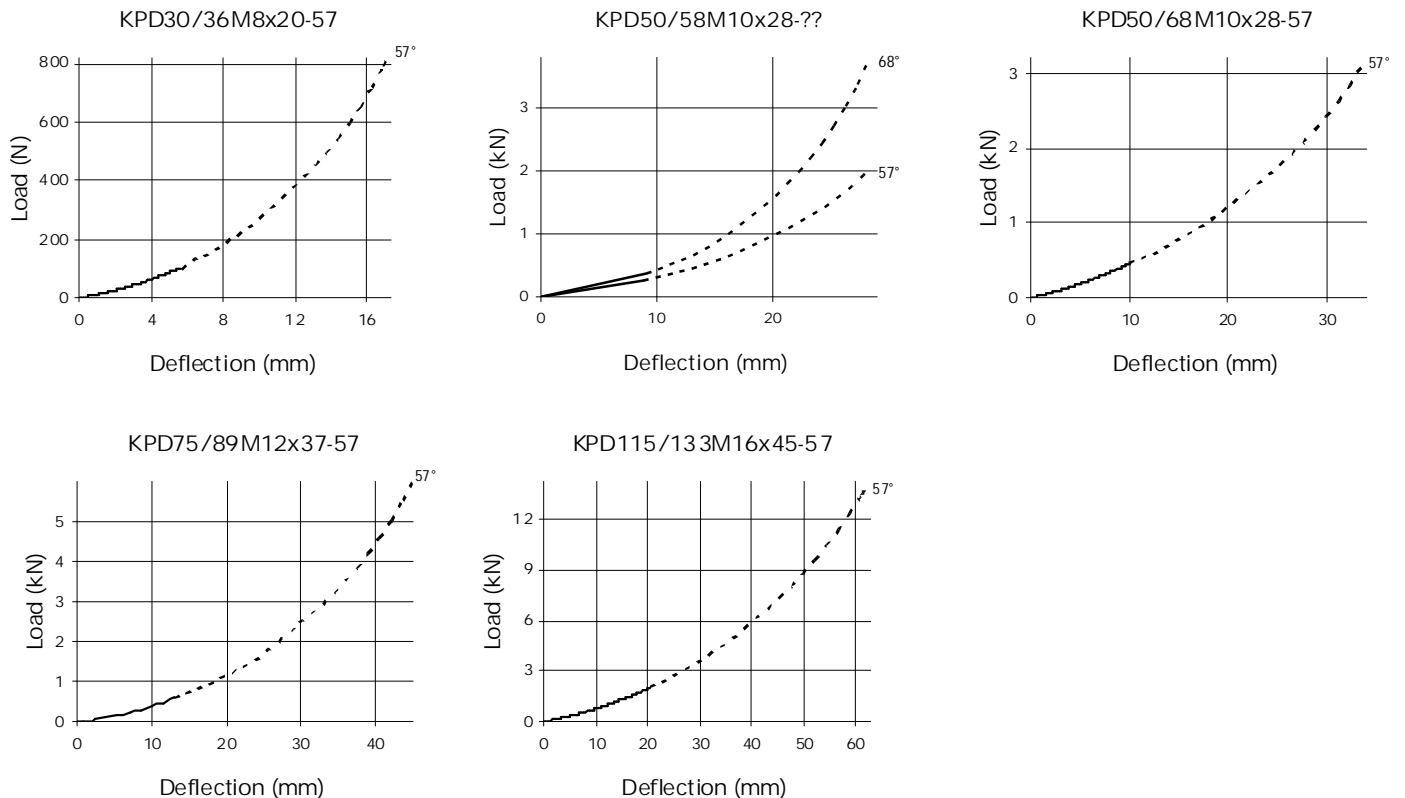 KPD30/36M8x20-57
57°
800
600
400
200
0
Load (N)
0 4 8 12 16
Deflection (mm)
KPD50/58M10x28-??
68°
57°
3
2
1
0
Load (kN)
0 10 20
Deflection (mm)
KPD50/68M10x28-57
57°
3
2
1
0
Load (kN)
0 10 20 30
Deflection (mm)
KPD75/89M12x37-57
57°
5
4
3
2
1
0
Load (kN)
0 10 20 30 40
Deflection (mm)
KPD115/133M16x45-57
57°
12
9
6
3
0
Load (kN)
0 10 20 30 40 50 60
Deflection (mm)